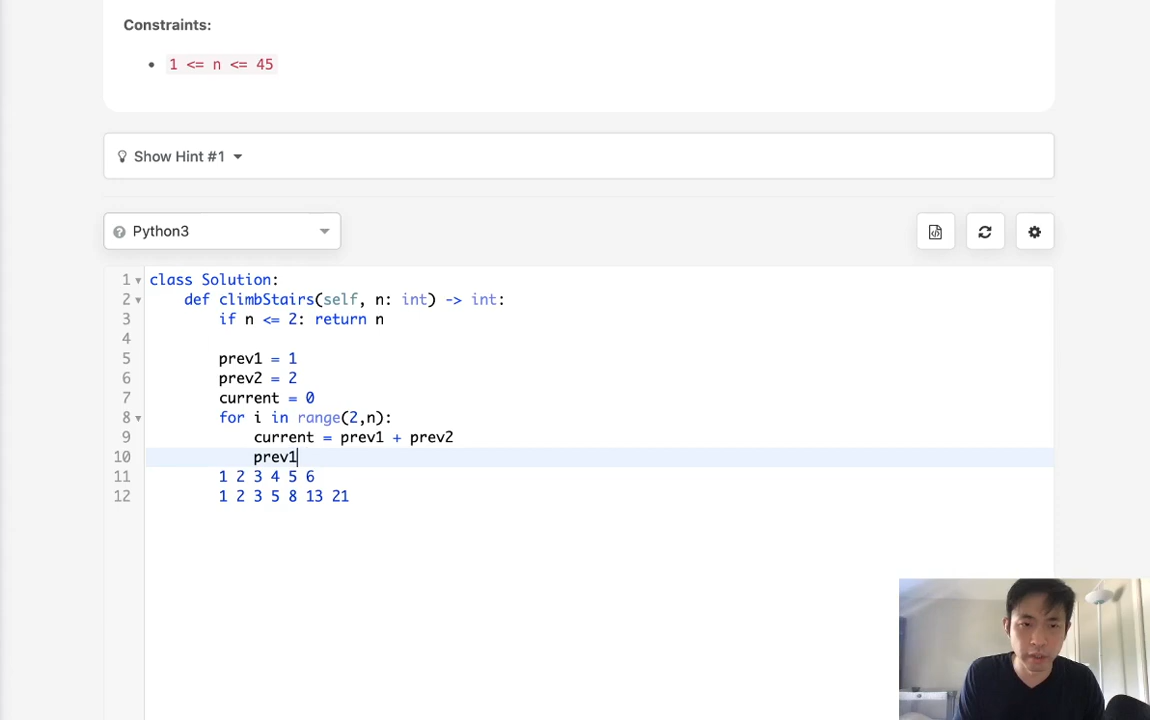 Constraints:
• 1 <= n <= 45
Show Hint #1
Python3
1 class Solution:
2 def climbStairs(self, n: int) -> int:
3 if n <= 2: return n
4
5 prev1 = 1
6 prev2 = 2
7 current = 0
8 for i in range(2,n):
9 current = prev1 + prev2
10 prev1
11 1 2 3 4 5 6
12 1 2 3 5 8 13 21